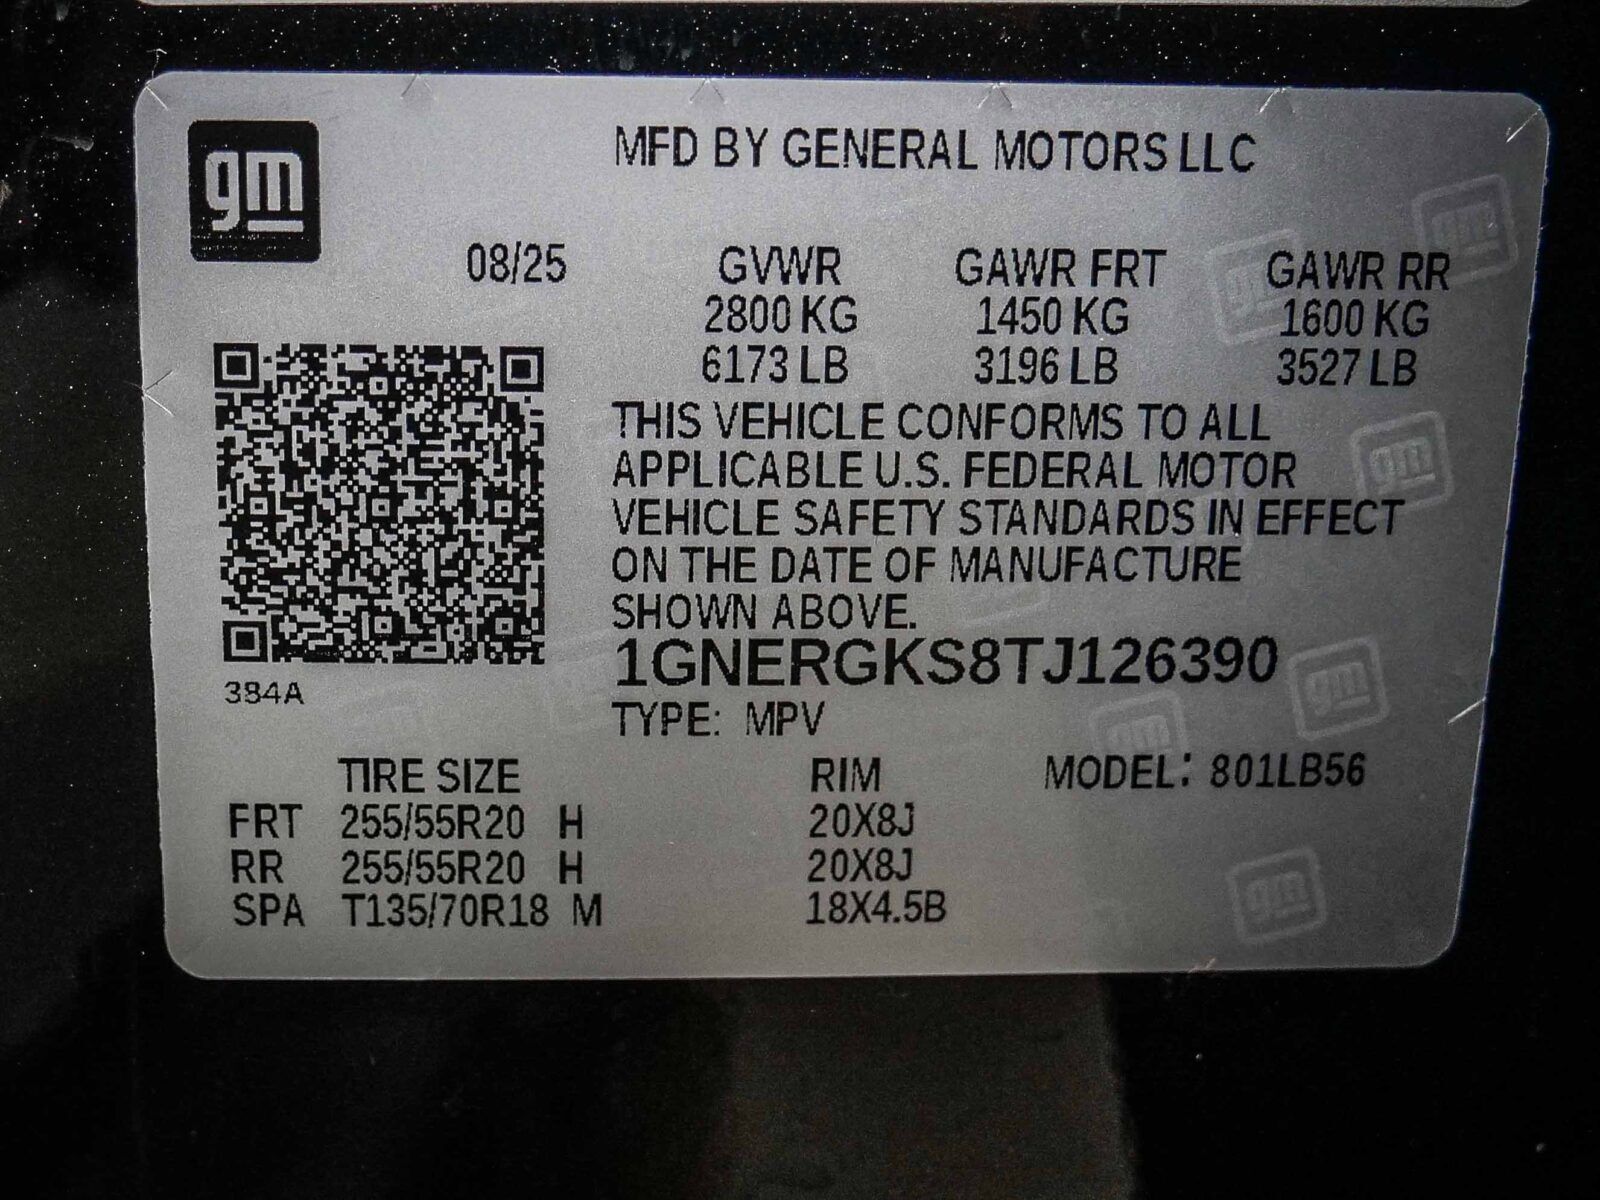 gm
MFD BY GENERAL MOTORS LLC
08/25 GVWR GAWR FRT GAWR RR
2800 KG 1450 KG 1600 KG
6173 LB 3196 LB 3527 LB
THIS VEHICLE CONFORMS TO ALL
APPLICABLE U.S. FEDERAL MOTOR
VEHICLE SAFETY STANDARDS IN EFFECT
ON THE DATE OF MANUFACTURE
SHOWN ABOVE.
1GNERGKS8TJ126390
384A
TYPE: MPV
TIRE SIZE RIM MODEL: 801LB56
FRT 255/55R20 H 20X8J
RR 255/55R20 H 20X8J
SPA T135/70R18 M 18X4.5B